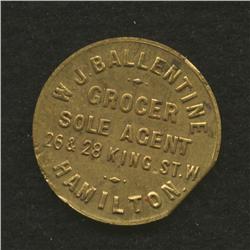 W.J. BALLENTINE
GROCER
SOLE AGENT
26 & 28 KING. ST. W
HAMILTON.